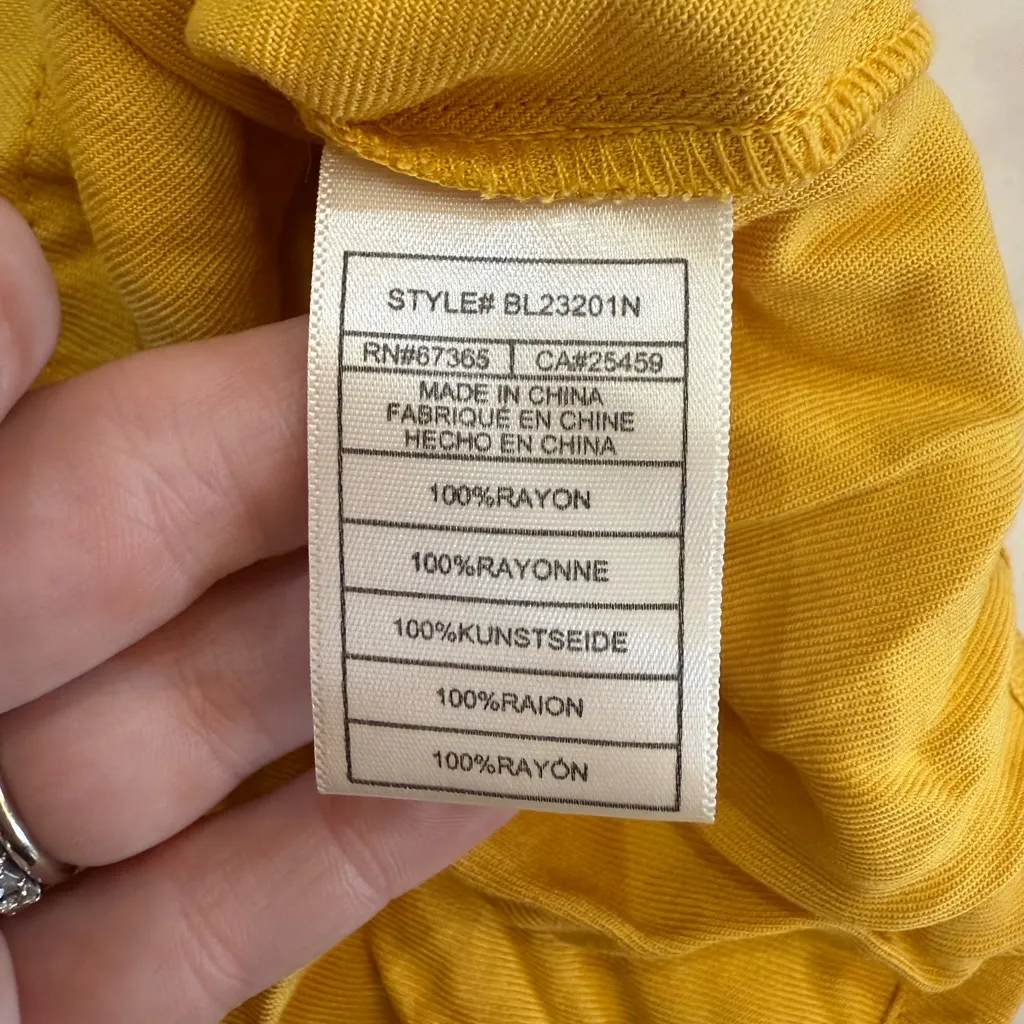 STYLE# BL23201N
RN#67365 CA#25459
MADE IN CHINA
FABRIQUÉ EN CHINE
HECHO EN CHINA
100%RAYON
100%RAYONNE
100%KUNSTSEIDE
100%RAION
100%RAYÓN